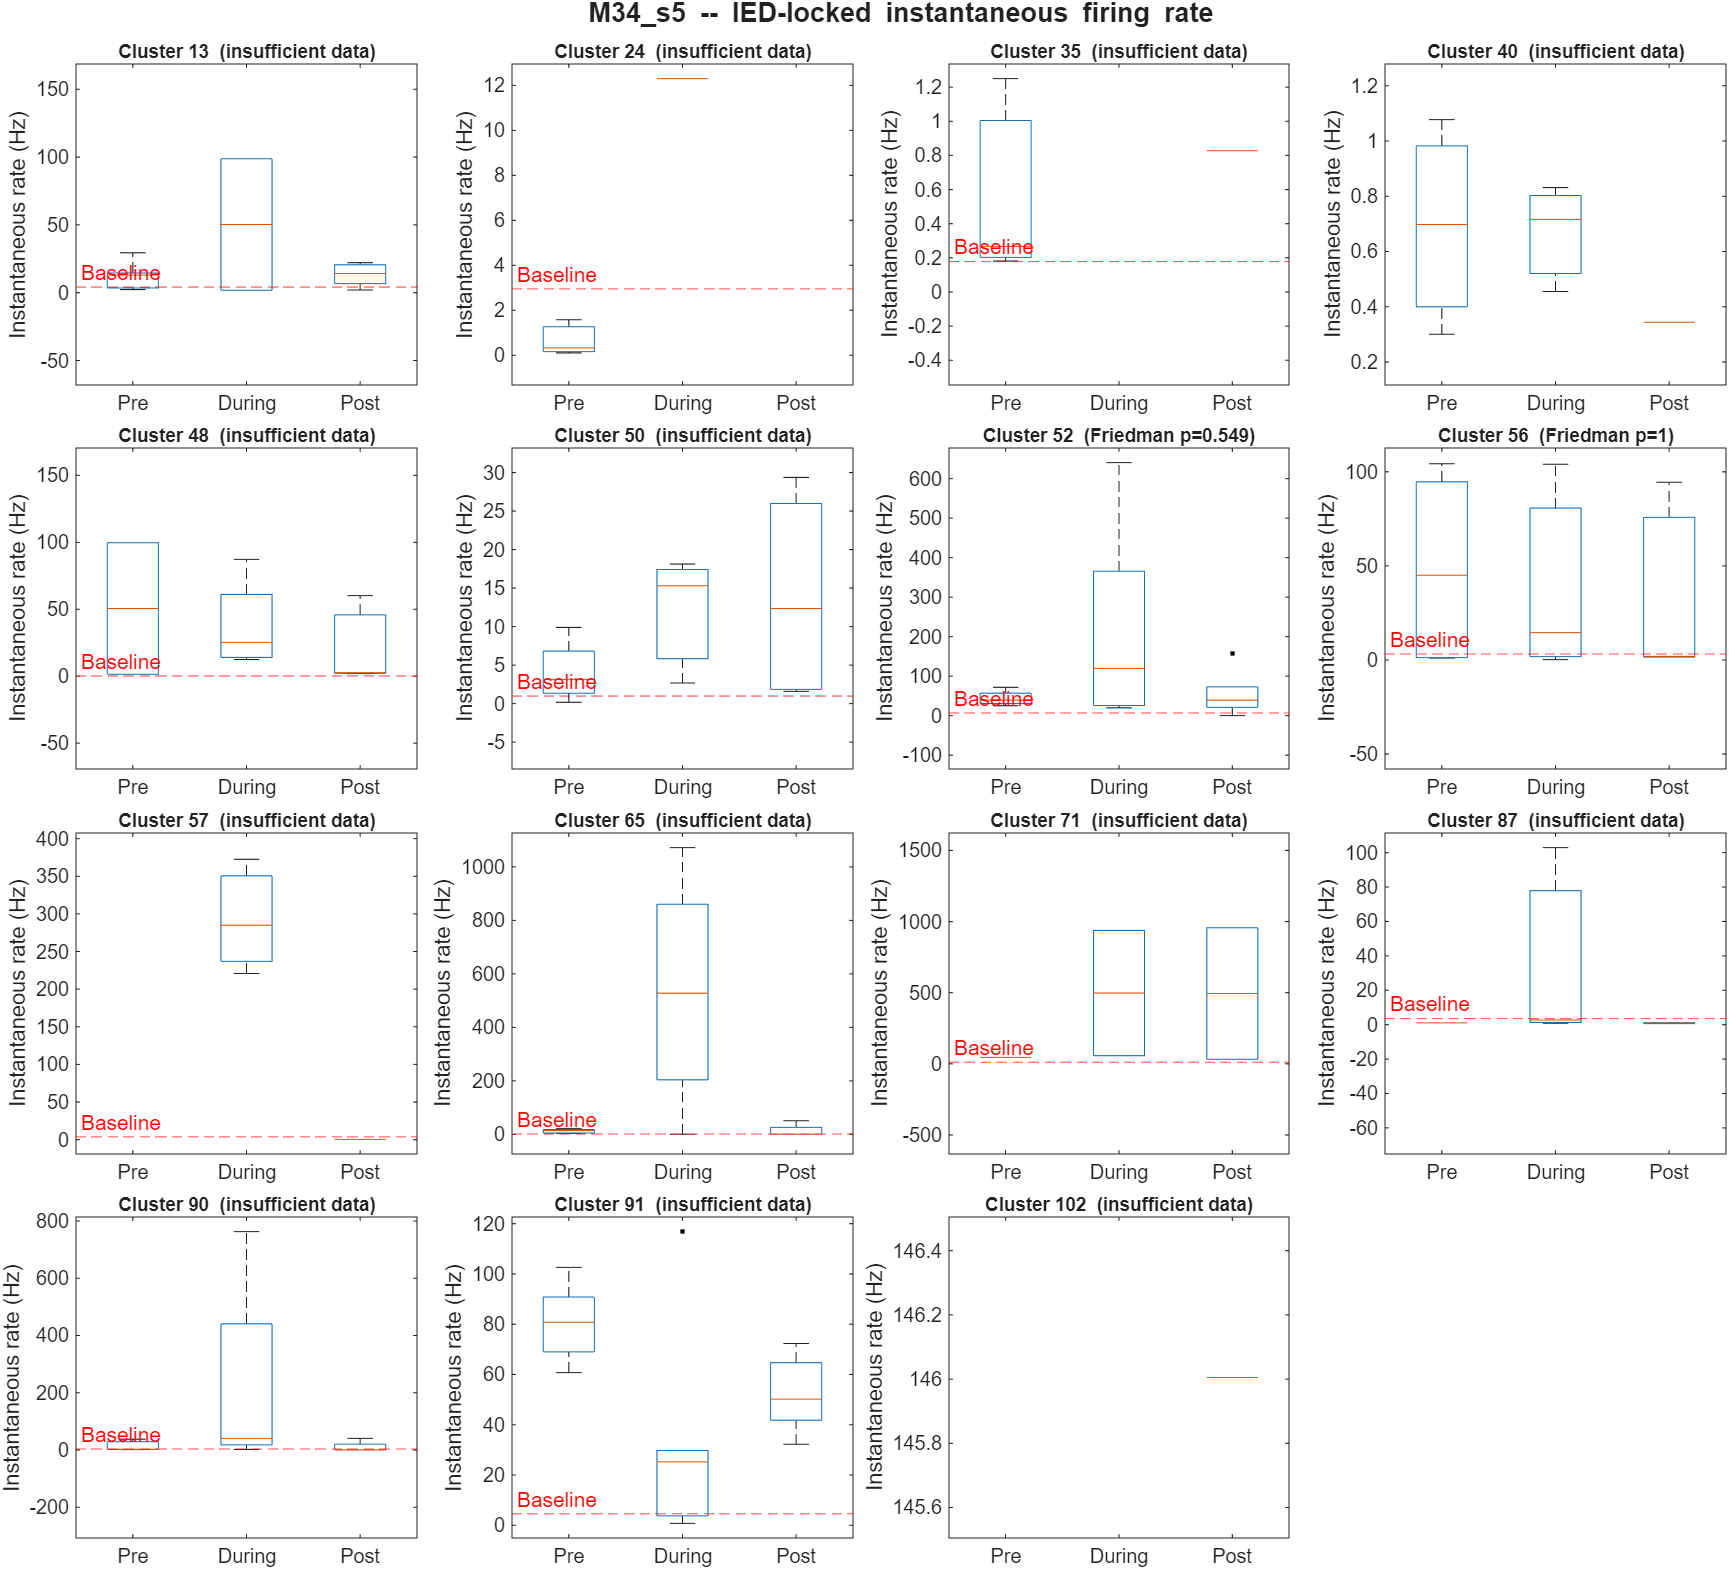 M34_s5 -- IED-locked instantaneous firing rate
Cluster 13 (insufficient data)
Instantaneous rate (Hz)
150
100
50
0
-50
Baseline
Pre During Post
Cluster 24 (insufficient data)
Instantaneous rate (Hz)
12
10
8
6
4
2
0
Baseline
Pre During Post
Cluster 35 (insufficient data)
Instantaneous rate (Hz)
1.2
1
0.8
0.6
0.4
0.2
0
-0.2
-0.4
Baseline
Pre During Post
Cluster 40 (insufficient data)
Instantaneous rate (Hz)
1.2
1
0.8
0.6
0.4
0.2
Pre During Post
Cluster 48 (insufficient data)
Instantaneous rate (Hz)
150
100
50
0
-50
Baseline
Pre During Post
Cluster 50 (insufficient data)
Instantaneous rate (Hz)
30
25
20
15
10
5
0
-5
Baseline
Pre During Post
Cluster 52 (Friedman p=0.549)
Instantaneous rate (Hz)
600
500
400
300
200
100
0
-100
Baseline
Pre During Post
Cluster 56 (Friedman p=1)
Instantaneous rate (Hz)
100
50
0
-50
Baseline
Pre During Post
Cluster 57 (insufficient data)
Instantaneous rate (Hz)
400
350
300
250
200
150
100
50
0
Baseline
Pre During Post
Cluster 65 (insufficient data)
Instantaneous rate (Hz)
1000
800
600
400
200
0
Baseline
Pre During Post
Cluster 71 (insufficient data)
Instantaneous rate (Hz)
1500
1000
500
0
-500
Baseline
Pre During Post
Cluster 87 (insufficient data)
Instantaneous rate (Hz)
100
80
60
40
20
0
-20
-40
-60
Baseline
Pre During Post
Cluster 90 (insufficient data)
Instantaneous rate (Hz)
800
600
400
200
0
-200
Baseline
Pre During Post
Cluster 91 (insufficient data)
Instantaneous rate (Hz)
120
100
80
60
40
20
0
Baseline
Pre During Post
Cluster 102 (insufficient data)
Instantaneous rate (Hz)
146.4
146.2
146
145.8
145.6
Pre During Post